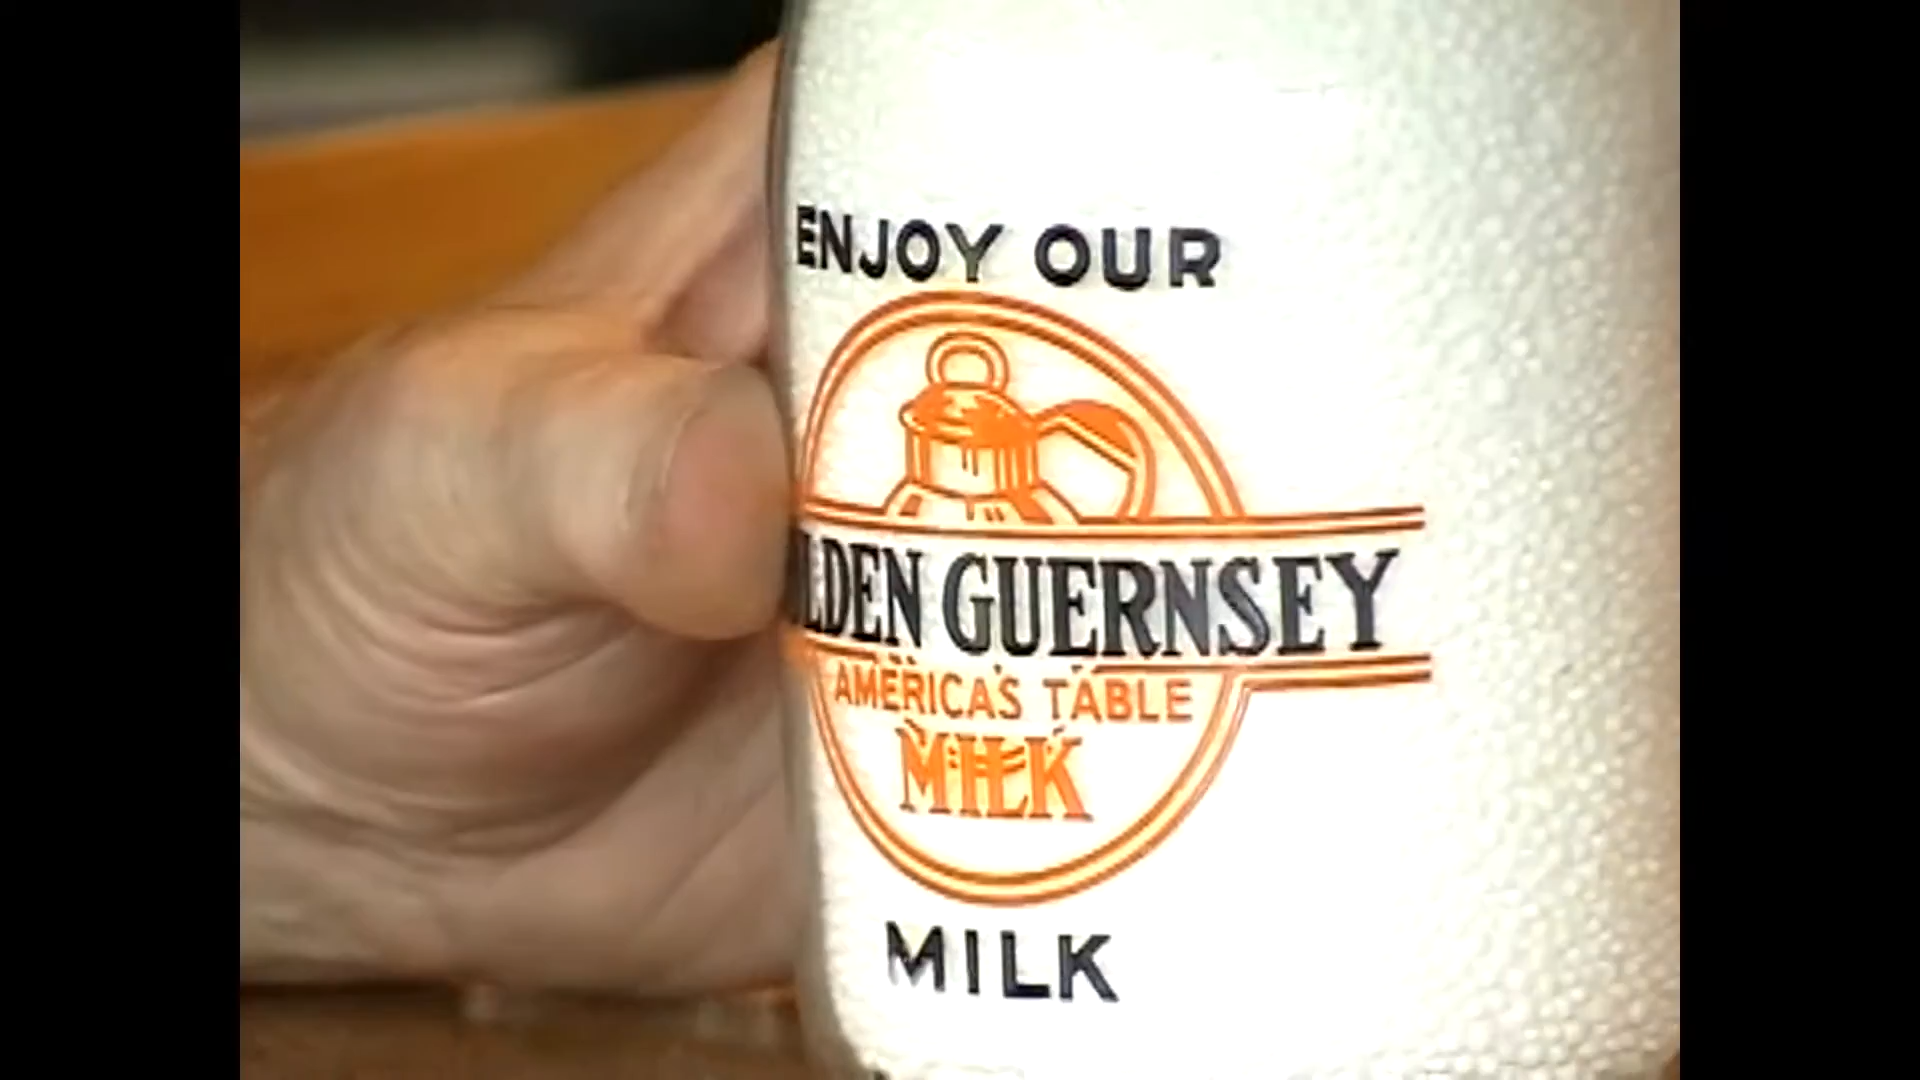 ENJOY OUR
LDEN GUERNSEY
AMERICA'S TABLE
MILK
MILK